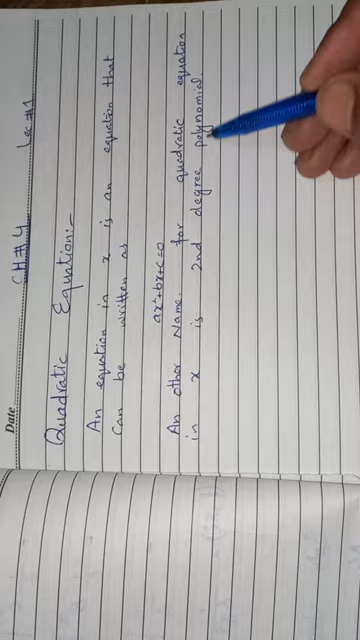 Date
CH # 4 Lec #1
Quadratic Equation:-
An equation in x is an equation that
Can be written as
ax²+bx+c=0
An other Name. for quadratic equation
in x is 2nd degree polynomial